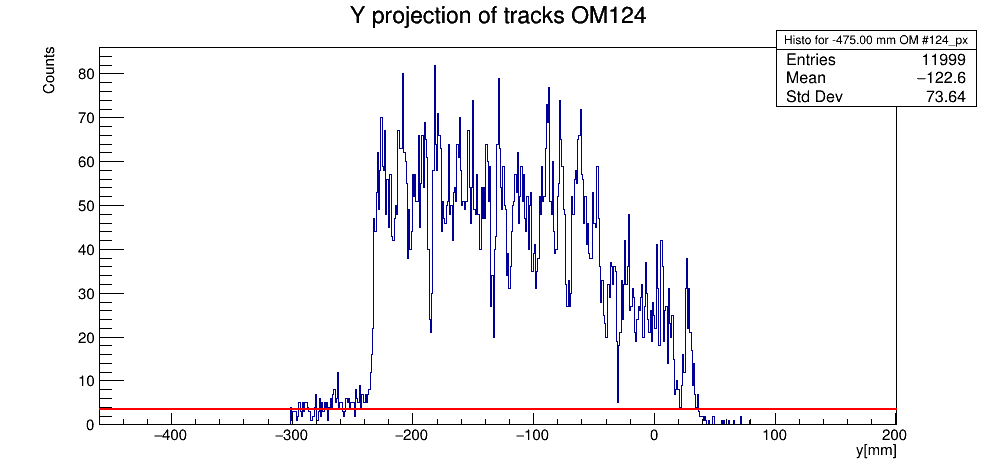 Y projection of tracks OM124
Histo for -475.00 mm OM #124_px
Entries 11999
Mean −122.6
Std Dev 73.64
Counts
80
70
60
50
40
30
20
10
0
−400 −300 −200 −100 0 100 200
y[mm]